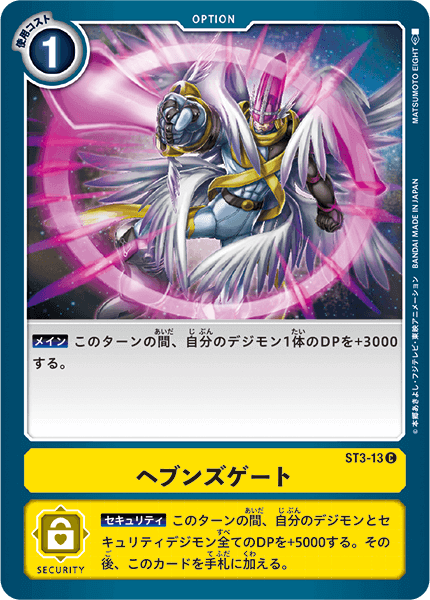 OPTION
使用コスト
1
MATSUMOTO EIGHT
©本郷あきよし・フジテレビ・東映アニメーション BANDAI MADE IN JAPAN
メイン このターンの間、自分のデジモン1体のDPを+3000
する。
ST3-13 C
ヘブンズゲート
セキュリティ このターンの間、自分のデジモンとセ
キュリティデジモン全てのDPを+5000する。その
後、このカードを手札に加える。
SECURITY